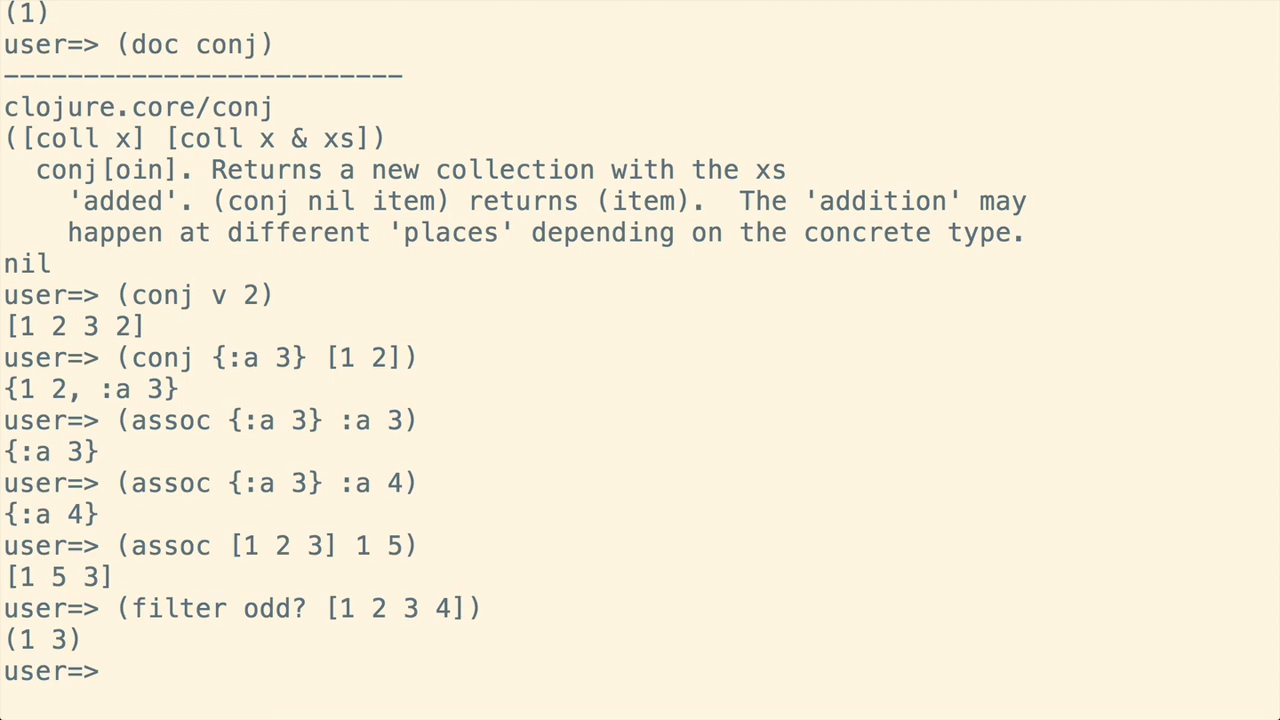 (1)
user=> (doc conj)
-------------------------
clojure.core/conj
([coll x] [coll x & xs])
  conj[oin]. Returns a new collection with the xs
    'added'. (conj nil item) returns (item).  The 'addition' may
    happen at different 'places' depending on the concrete type.
nil
user=> (conj v 2)
[1 2 3 2]
user=> (conj {:a 3} [1 2])
{1 2, :a 3}
user=> (assoc {:a 3} :a 3)
{:a 3}
user=> (assoc {:a 3} :a 4)
{:a 4}
user=> (assoc [1 2 3] 1 5)
[1 5 3]
user=> (filter odd? [1 2 3 4])
(1 3)
user=>